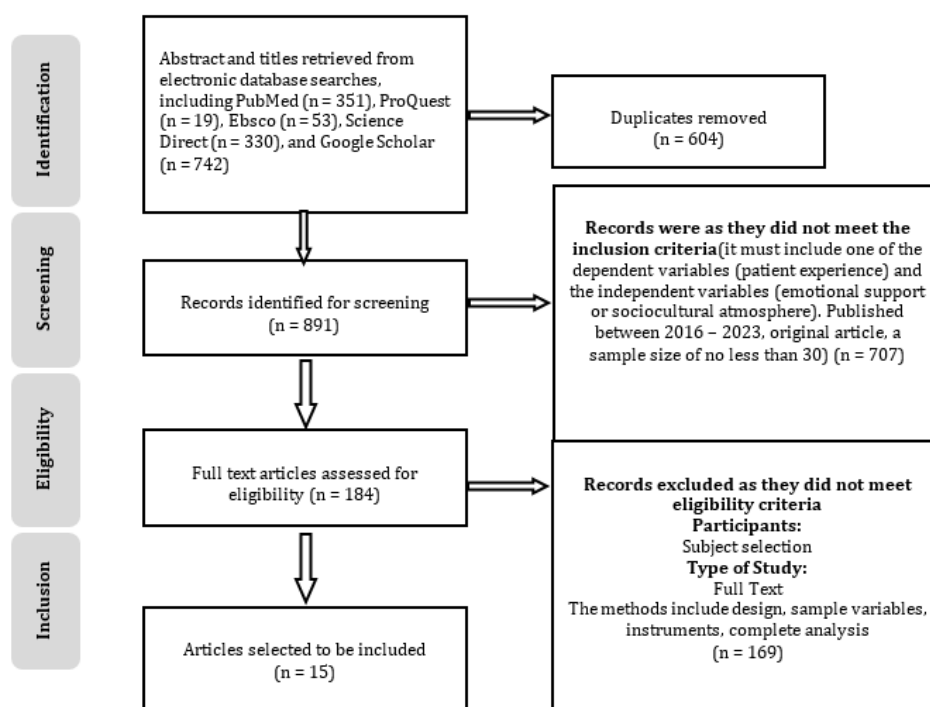 Identification
Abstract and titles retrieved from
electronic database searches,
including PubMed (n = 351), ProQuest
(n = 19), Ebsco (n = 53), Science
Direct (n = 330), and Google Scholar
(n = 742)
Duplicates removed
(n = 604)
Screening
Records identified for screening
(n = 891)
Records were as they did not meet the
inclusion criteria(it must include one of the
dependent variables (patient experience) and
the independent variables (emotional support
or sociocultural atmosphere). Published
between 2016 – 2023, original article, a
sample size of no less than 30) (n = 707)
Eligibility
Full text articles assessed for
eligibility (n = 184)
Records excluded as they did not meet
eligibility criteria
Participants:
Subject selection
Type of Study:
Full Text
The methods include design, sample variables,
instruments, complete analysis
(n = 169)
Inclusion
Articles selected to be included
(n = 15)